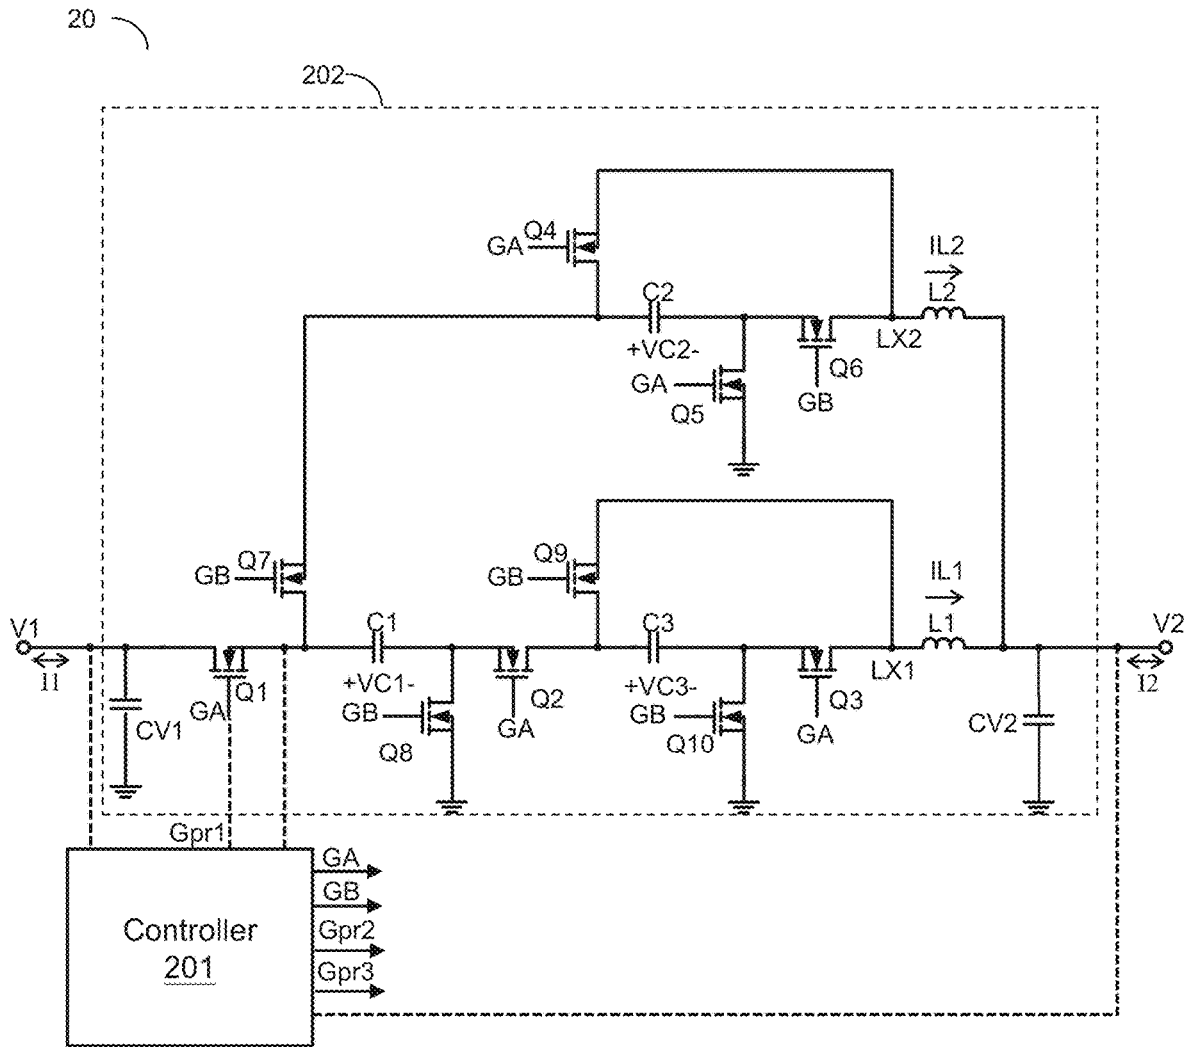 20
202
Q4
GA
IL2
L2
C2
LX2
+VC2-
GA
Q5
Q6
GB
Q7
GB
Q9
GB
IL1
L1
V1
I1
C1
C3
LX1
V2
I2
Q1
GA
CV1
+VC1-
GB
Q8
Q2
GA
+VC3-
GB
Q10
Q3
GA
CV2
Gpr1
GA
GB
Gpr2
Gpr3
Controller
201